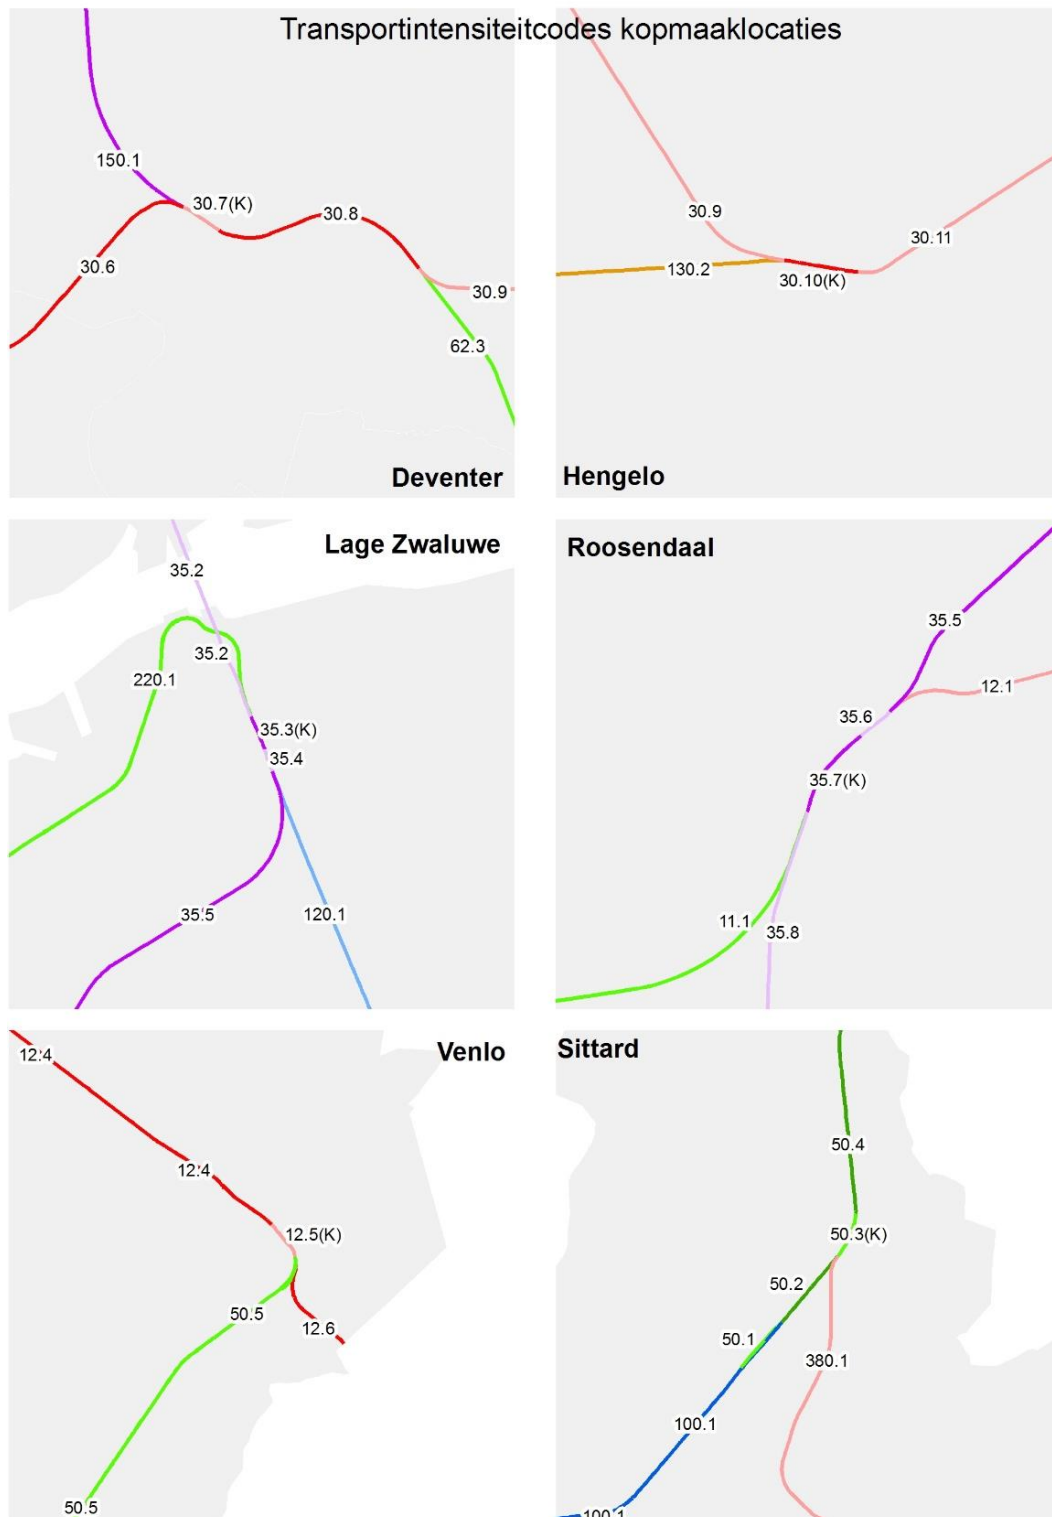 Transportintensiteitcodes kopmaaklocaties
150.1
30.7(K)
30.8
30.6
30.9
62.3
Deventer
30.9
30.11
130.2
30.10(K)
Hengelo
Lage Zwaluwe
35.2
35.2
220.1
35.3(K)
35.4
35.5
120.1
Roosendaal
35.5
12.1
35.6
35.7(K)
11.1
35.8
Venlo
12.4
12.4
12.5(K)
50.5
12.6
50.5
Sittard
50.4
50.3(K)
50.2
50.1
380.1
100.1
100.1